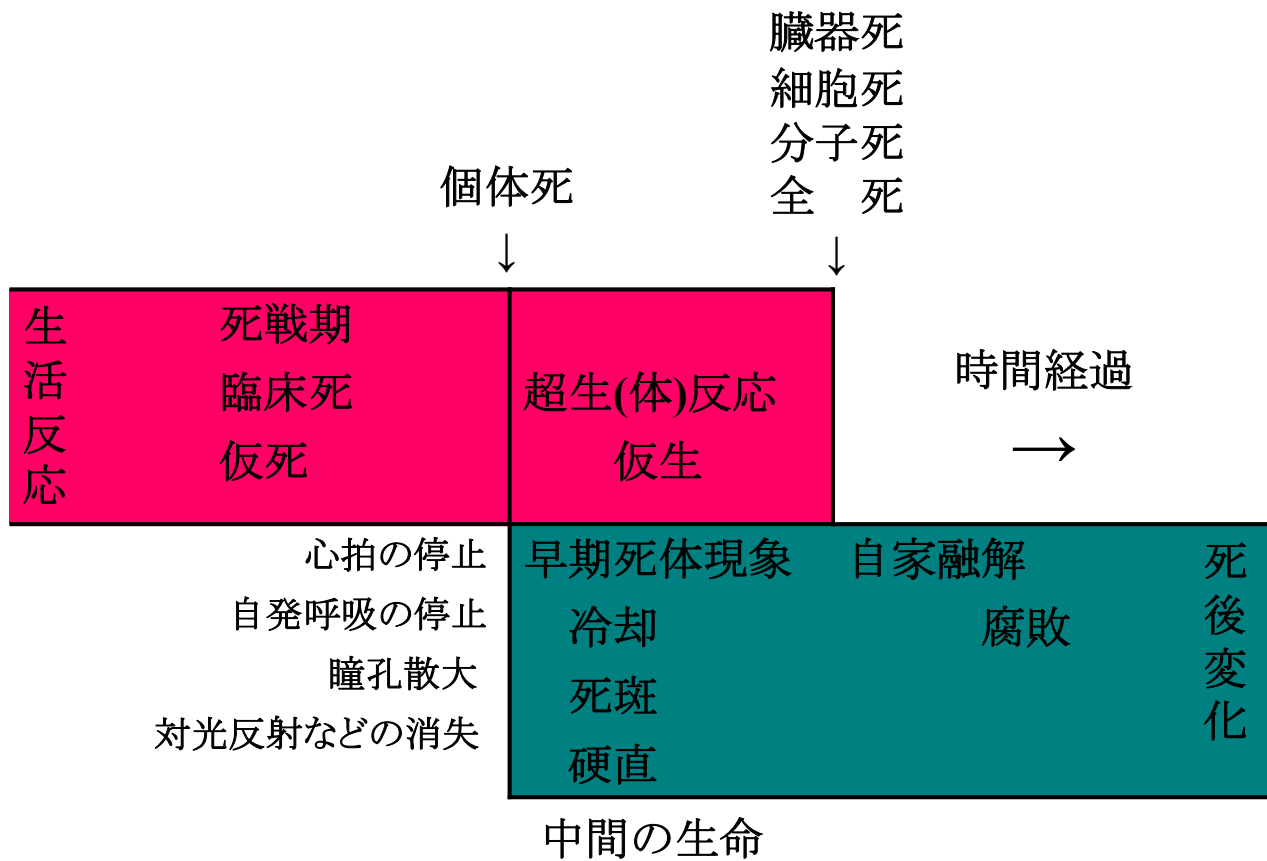 臓器死
細胞死
分子死
全　死
↓
個体死
↓
生活反応
死戦期
臨床死
仮死
超生(体)反応
仮生
時間経過
→
心拍の停止
自発呼吸の停止
瞳孔散大
対光反射などの消失
早期死体現象
冷却
死斑
硬直
自家融解
腐敗
死後変化
中間の生命